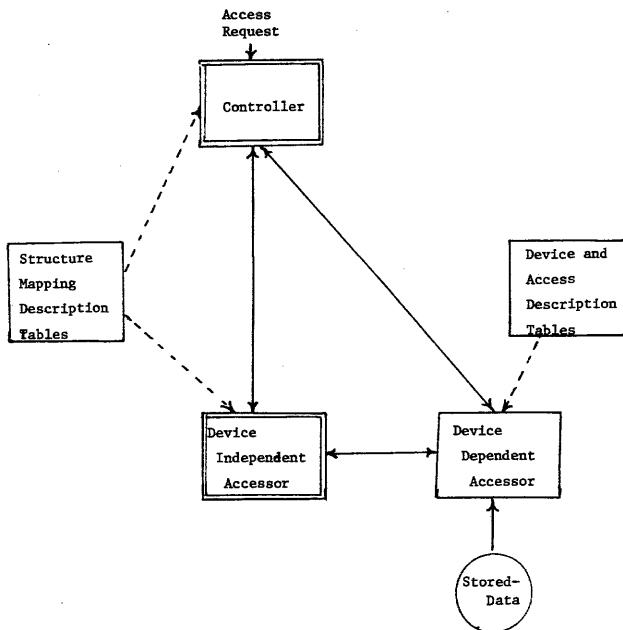 Access
Request
Controller
Structure
Mapping
Description
Tables
Device and
Access
Description
Tables
Device
Independent
Accessor
Device
Dependent
Accessor
Stored-
Data